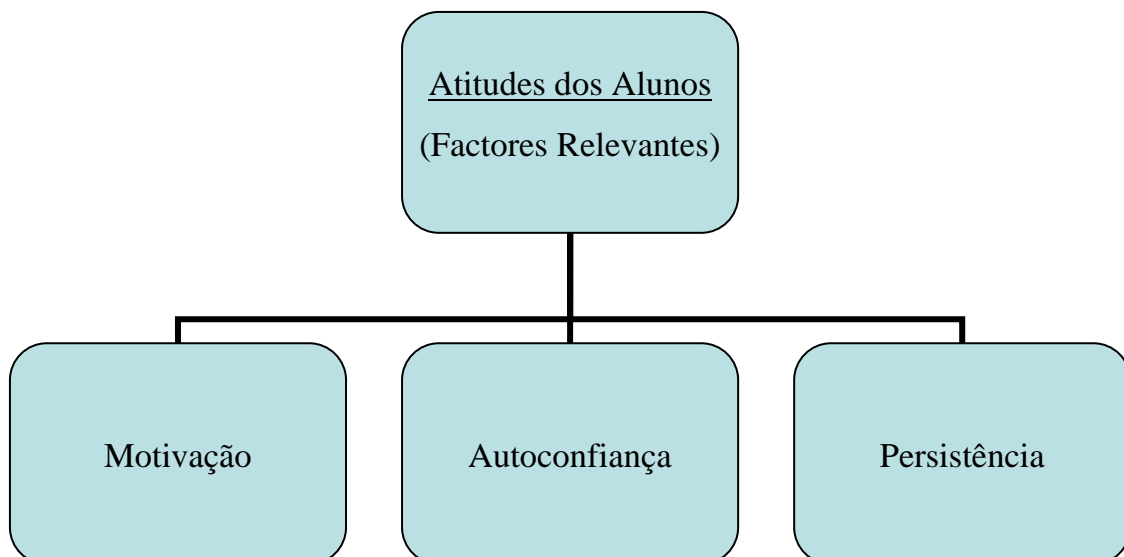 Atitudes dos Alunos
(Factores Relevantes)
Motivação
Autoconfiança
Persistência